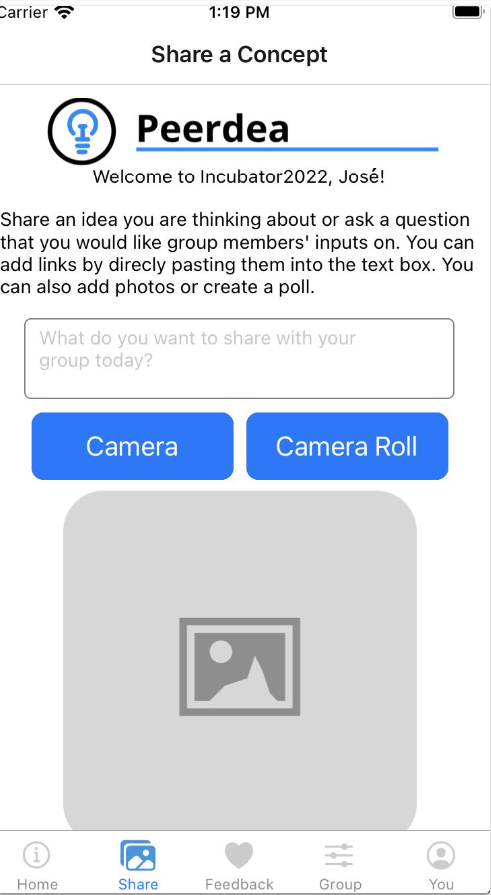 Carrier 1:19 PM
Share a Concept
Peerdea
Welcome to Incubator2022, José!
Share an idea you are thinking about or ask a question
that you would like group members' inputs on. You can
add links by direcly pasting them into the text box. You
can also add photos or create a poll.
What do you want to share with your
group today?
Camera Camera Roll
Home Share Feedback Group You